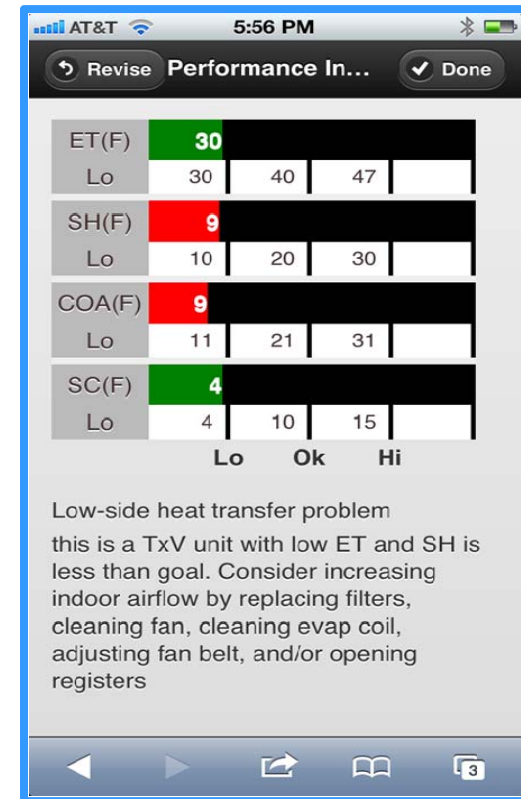 AT&T 5:56 PM
Revise Performance In... Done
ET(F) 30
Lo 30 40 47
SH(F) 9
Lo 10 20 30
COA(F) 9
Lo 11 21 31
SC(F) 4
Lo 4 10 15
Lo Ok Hi
Low-side heat transfer problem
this is a TxV unit with low ET and SH is
less than goal. Consider increasing
indoor airflow by replacing filters,
cleaning fan, cleaning evap coil,
adjusting fan belt, and/or opening
registers
3